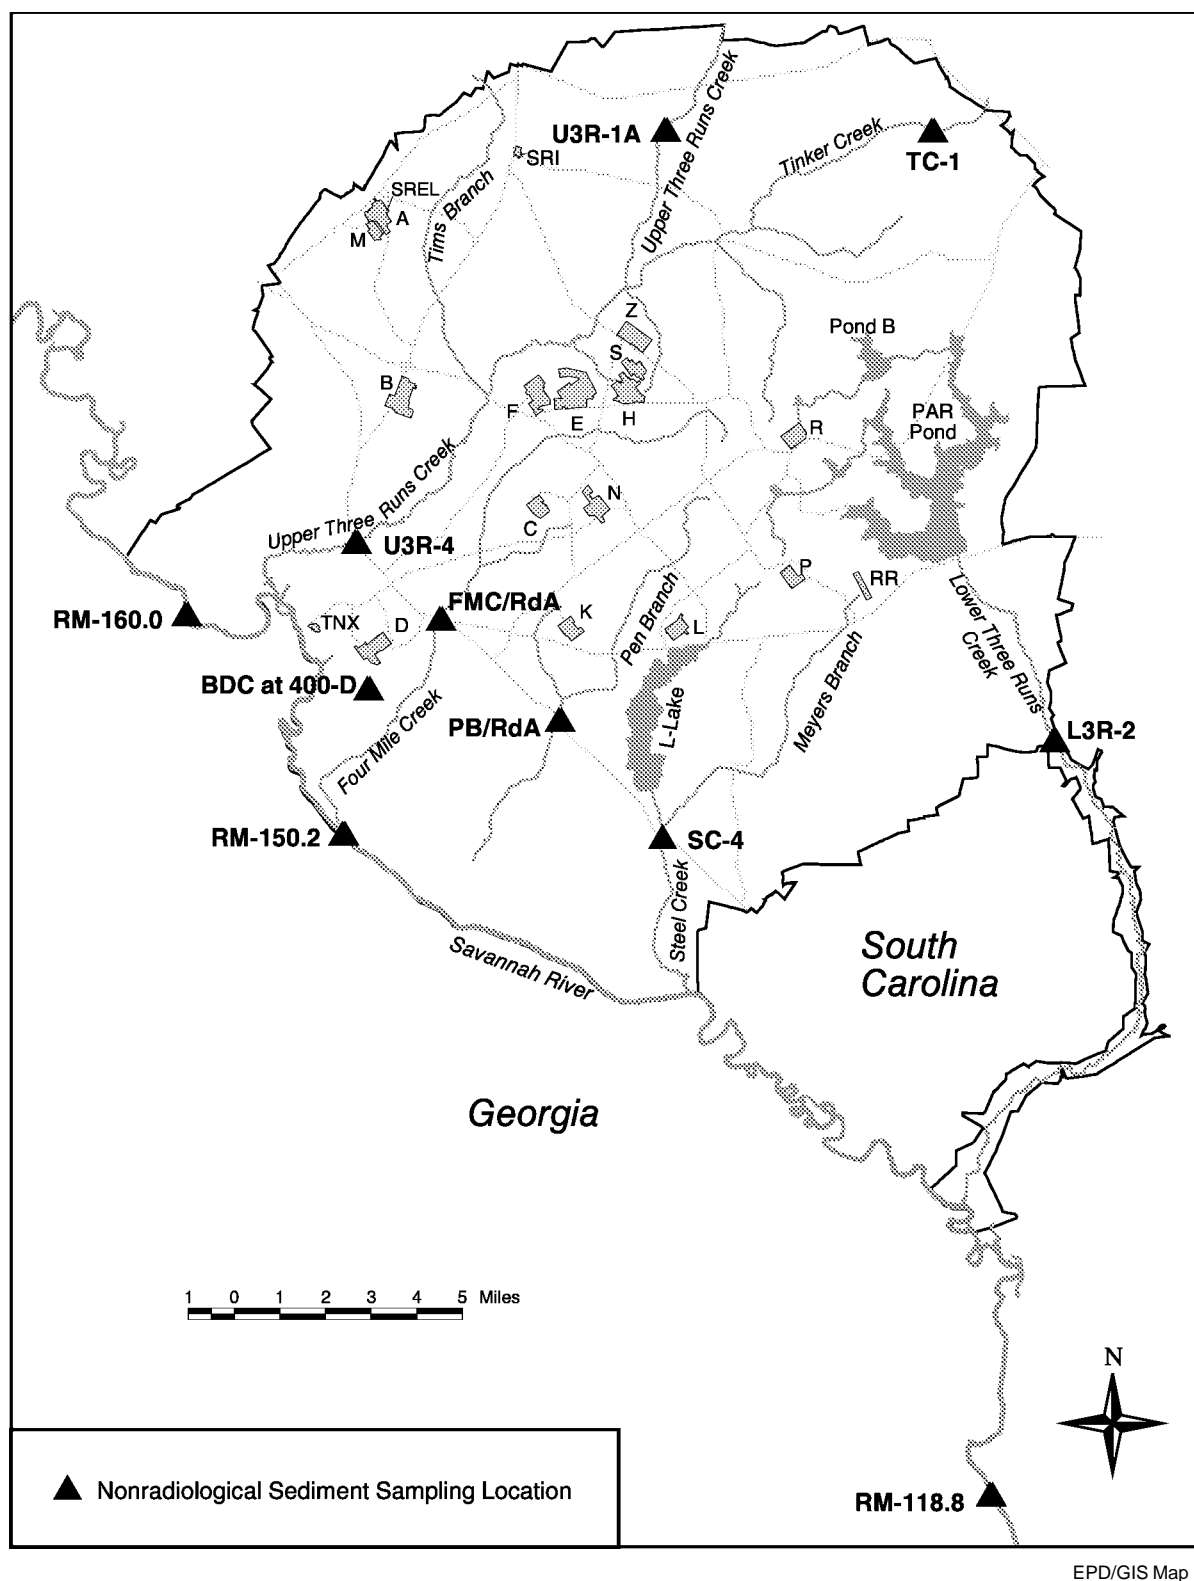 U3R-1A
Upper Three Runs Creek
Tinker Creek
TC-1
SRI
SREL
A
M
Tims Branch
Z
Pond B
S
B
F
E
H
PAR
Pond
R
Upper Three Runs Creek
N
C
U3R-4
P
RR
FMC/RdA
RM-160.0
TNX
D
K
L
Pen Branch
Lower Three Runs
Creek
BDC at 400-D
PB/RdA
L-Lake
Meyers Branch
L3R-2
Four Mile Creek
RM-150.2
SC-4
Steel Creek
Savannah River
South
Carolina
Georgia
1 0 1 2 3 4 5 Miles
N
Nonradiological Sediment Sampling Location
RM-118.8
EPD/GIS Map